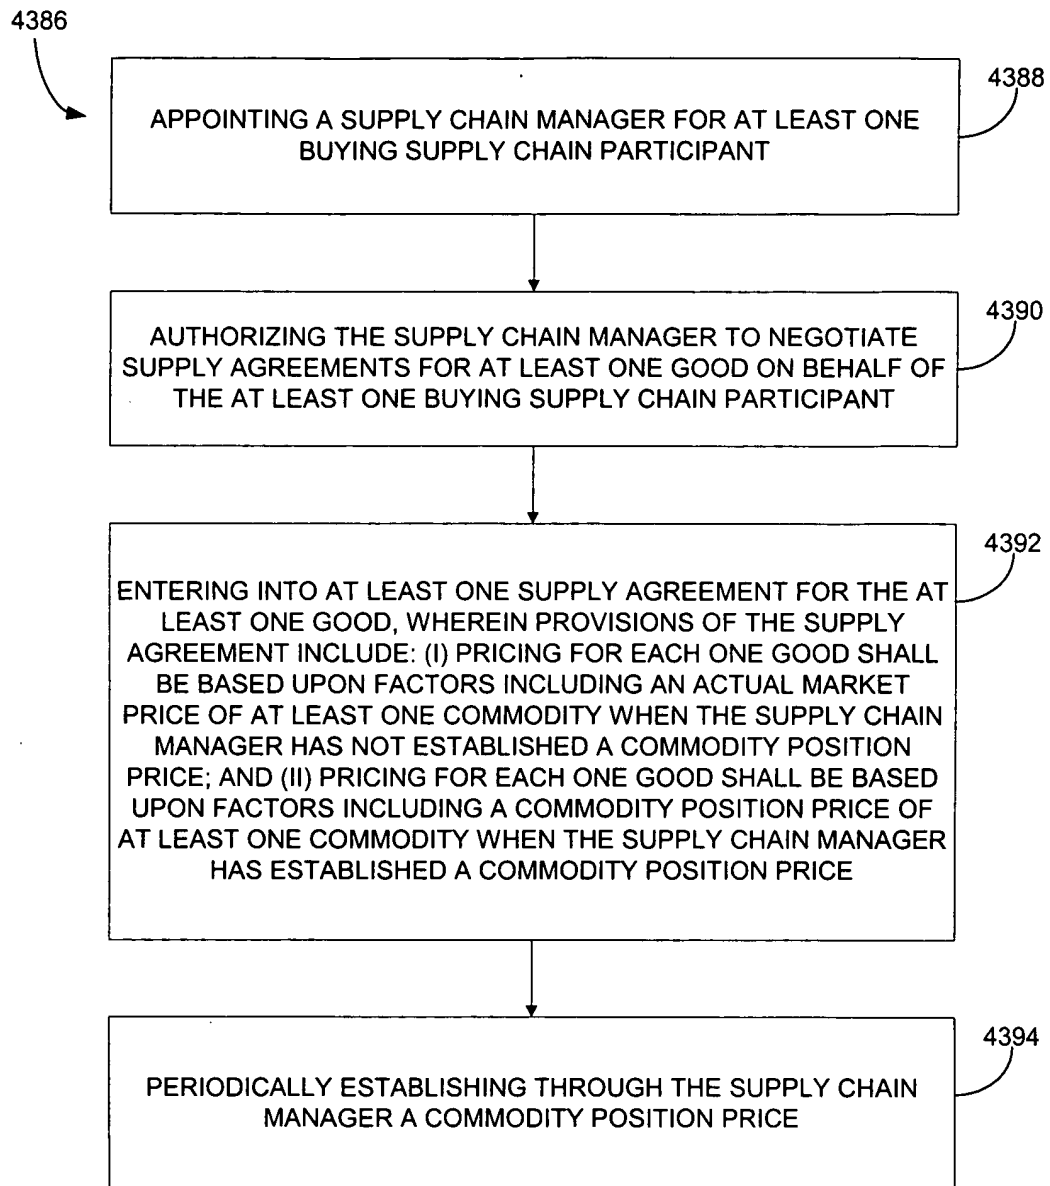 4386
4388
APPOINTING A SUPPLY CHAIN MANAGER FOR AT LEAST ONE
BUYING SUPPLY CHAIN PARTICIPANT
4390
AUTHORIZING THE SUPPLY CHAIN MANAGER TO NEGOTIATE
SUPPLY AGREEMENTS FOR AT LEAST ONE GOOD ON BEHALF OF
THE AT LEAST ONE BUYING SUPPLY CHAIN PARTICIPANT
4392
ENTERING INTO AT LEAST ONE SUPPLY AGREEMENT FOR THE AT
LEAST ONE GOOD, WHEREIN PROVISIONS OF THE SUPPLY
AGREEMENT INCLUDE: (I) PRICING FOR EACH ONE GOOD SHALL
BE BASED UPON FACTORS INCLUDING AN ACTUAL MARKET
PRICE OF AT LEAST ONE COMMODITY WHEN THE SUPPLY CHAIN
MANAGER HAS NOT ESTABLISHED A COMMODITY POSITION
PRICE; AND (II) PRICING FOR EACH ONE GOOD SHALL BE BASED
UPON FACTORS INCLUDING A COMMODITY POSITION PRICE OF
AT LEAST ONE COMMODITY WHEN THE SUPPLY CHAIN MANAGER
HAS ESTABLISHED A COMMODITY POSITION PRICE
4394
PERIODICALLY ESTABLISHING THROUGH THE SUPPLY CHAIN
MANAGER A COMMODITY POSITION PRICE